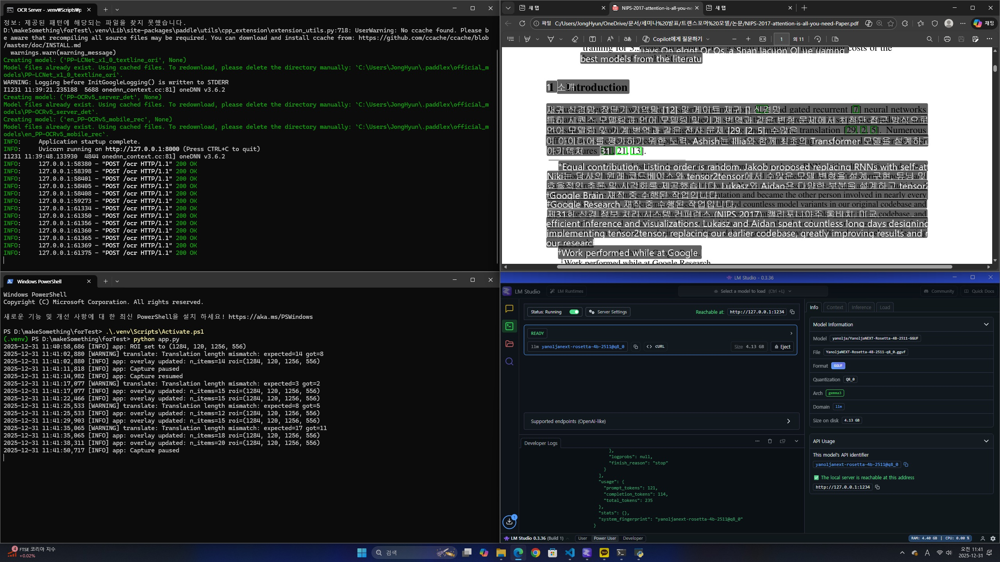 OCR Server - .venv\Scripts\p
정보: 제공된 패턴에 해당되는 파일을 찾지 못했습니다.
D:\makeSomething\forTest\.venv\Lib\site-packages\paddle\utils\cpp_extension\extension_utils.py:718: UserWarning: No ccache found. Please b
e aware that recompiling all source files may be required. You can download and install ccache from: https://github.com/ccache/ccache/blob
/master/doc/INSTALL.md
  warnings.warn(warning_message)
Creating model: ('PP-LCNet_x1_0_textline_ori', None)
Model files already exist. Using cached files. To redownload, please delete the directory manually: `C:\Users\JongHyun\.paddlex\official_m
odels\PP-LCNet_x1_0_textline_ori`.
WARNING: Logging before InitGoogleLogging() is written to STDERR
I1231 11:39:21.235188  5688 onednn_context.cc:81] oneDNN v3.6.2
Creating model: ('PP-OCRv5_server_det', None)
Model files already exist. Using cached files. To redownload, please delete the directory manually: `C:\Users\JongHyun\.paddlex\official_m
odels\PP-OCRv5_server_det`.
Creating model: ('en_PP-OCRv5_mobile_rec', None)
Model files already exist. Using cached files. To redownload, please delete the directory manually: `C:\Users\JongHyun\.paddlex\official_m
odels\en_PP-OCRv5_mobile_rec`.
INFO:     Application startup complete.
INFO:     Uvicorn running on http://127.0.0.1:8000 (Press CTRL+C to quit)
I1231 11:39:48.133930  4844 onednn_context.cc:81] oneDNN v3.6.2
INFO:     127.0.0.1:58380 - "POST /ocr HTTP/1.1" 200 OK
INFO:     127.0.0.1:58398 - "POST /ocr HTTP/1.1" 200 OK
INFO:     127.0.0.1:58401 - "POST /ocr HTTP/1.1" 200 OK
INFO:     127.0.0.1:58405 - "POST /ocr HTTP/1.1" 200 OK
INFO:     127.0.0.1:58408 - "POST /ocr HTTP/1.1" 200 OK
INFO:     127.0.0.1:59273 - "POST /ocr HTTP/1.1" 200 OK
INFO:     127.0.0.1:61334 - "POST /ocr HTTP/1.1" 200 OK
INFO:     127.0.0.1:61350 - "POST /ocr HTTP/1.1" 200 OK
INFO:     127.0.0.1:61356 - "POST /ocr HTTP/1.1" 200 OK
INFO:     127.0.0.1:61360 - "POST /ocr HTTP/1.1" 200 OK
INFO:     127.0.0.1:61365 - "POST /ocr HTTP/1.1" 200 OK
INFO:     127.0.0.1:61369 - "POST /ocr HTTP/1.1" 200 OK
INFO:     127.0.0.1:61375 - "POST /ocr HTTP/1.1" 200 OK
새 탭
NIPS-2017-attention-is-all-you-ne
새 탭
파일 C:/Users/JongHyun/OneDrive/문서/세미나%20발표/트랜스포머%20모델/논문/NIPS-2017-attention-is-all-you-need-Paper.pdf
채팅
Copilot에게 질문하기
1 의 11
costs of the
best models from the literatu
1 소개 Introduction
재귀 신경망, 장단기 기억망 [12] 및 게이트 재귀 [] 신경망 and gated recurrent [7] neural networks
특히 시퀀스 모델링과 언어 모델링 및 기계 번역과 같은 변형 문제에서 최첨단 접근 방식으로
언어 모델링 및 기계 번역과 같은 전사 문제 [29, [2, 5]. 수많은 translation [29, 2, 5]. Numerous
이 아이디어를 평가하기 위한 노력. Ashish는 Illia와 함께 최초의 Transformer 모델을 설계하고
아키텍처 31, 21, 13].
*Equal contribution. Listing order is random. Jakob proposed replacing RNNs with self-att
Niki는 당사의 원래 코드베이스와 tensor2tensor에서 수많은 모델 변형을 설계, 구현, 튜닝 및
효율적인 추론 및 시각화를 제공했습니다. Lukasz와 Aidan은 다양한 부분을 설계하고 tensor2
†Google Brain 재직 중 수행된 작업입니다. and became the other person involved in nearly every
‡Google Research 재직 중 수행된 작업입니다. countless model variants in our original codebase and
제31회 신경 정보 처리 시스템 컨퍼런스 (NIPS 2017), 캘리포니아주 롱비치, 미국. codebase, and
efficient inference and visualizations. Lukasz and Aidan spent countless long days designing
implementing tensor2tensor, replacing our earlier codebase, greatly improving results and
our researc
†Work performed while at Google
‡Work performed while at Google Research.
Windows PowerShell
Windows PowerShell
Copyright (C) Microsoft Corporation. All rights reserved.
새로운 기능 및 개선 사항에 대 한 최신 PowerShell을 설치 하세요! https://aka.ms/PSWindows
PS D:\makeSomething\forTest> .\.venv\Scripts\Activate.ps1
(.venv) PS D:\makeSomething\forTest> python app.py
2025-12-31 11:40:58,686 [INFO] app: ROI set to (1284, 120, 1256, 556)
2025-12-31 11:41:02,880 [WARNING] translate: Translation length mismatch: expected=14 got=8
2025-12-31 11:41:02,880 [INFO] app: overlay updated: n_items=14 roi=(1284, 120, 1256, 556)
2025-12-31 11:41:11,818 [INFO] app: Capture paused
2025-12-31 11:41:14,982 [INFO] app: Capture resumed
2025-12-31 11:41:17,077 [WARNING] translate: Translation length mismatch: expected=3 got=2
2025-12-31 11:41:17,077 [INFO] app: overlay updated: n_items=15 roi=(1284, 120, 1256, 556)
2025-12-31 11:41:22,466 [INFO] app: overlay updated: n_items=15 roi=(1284, 120, 1256, 556)
2025-12-31 11:41:25,533 [WARNING] translate: Translation length mismatch: expected=8 got=5
2025-12-31 11:41:25,533 [INFO] app: overlay updated: n_items=12 roi=(1284, 120, 1256, 556)
2025-12-31 11:41:29,903 [INFO] app: overlay updated: n_items=15 roi=(1284, 120, 1256, 556)
2025-12-31 11:41:35,065 [WARNING] translate: Translation length mismatch: expected=17 got=11
2025-12-31 11:41:35,065 [INFO] app: overlay updated: n_items=18 roi=(1284, 120, 1256, 556)
2025-12-31 11:41:38,311 [INFO] app: overlay updated: n_items=20 roi=(1284, 120, 1256, 556)
2025-12-31 11:41:50,717 [INFO] app: Capture paused
LM Studio - 0.3.36
LM Studio LM Runtimes Select a model to load (Ctrl +L) Community Quick Docs
Status: Running Server Settings Reachable at: http://127.0.0.1:1234
READY
llm yanoljanext-rosetta-4b-2511@q8_0 <> cURL Size 4.13 GB Eject
Supported endpoints (OpenAI-like)
Developer Logs
},
"logprobs": null,
"finish_reason": "stop"
}
],
"usage": {
"prompt_tokens": 121,
"completion_tokens": 114,
"total_tokens": 235
},
"stats": {},
"system_fingerprint": "yanoljanext-rosetta-4b-2511@q8_0"
}
Info Context Inference Load
Model Information
Model yanolja/YanoljaNEXT-Rosetta-4B-2511-GGUF
File YanoljaNEXT-Rosetta-4B-2511-q8_0.gguf
Format GGUF
Quantization Q8_0
Arch gemma3
Domain llm
Size on disk 4.13 GB
API Usage
This model's API identifier
yanoljanext-rosetta-4b-2511@q8_0
The local server is reachable at this address
http://127.0.0.1:1234
1
LM Studio 0.3.36 (Build 1) User Power User Developer
RAM: 4.40 GB | CPU: 0.00 %
4
FTSE 코리아 지수
+0.02%
검색
TALK
A
오전 11:41
2025-12-31